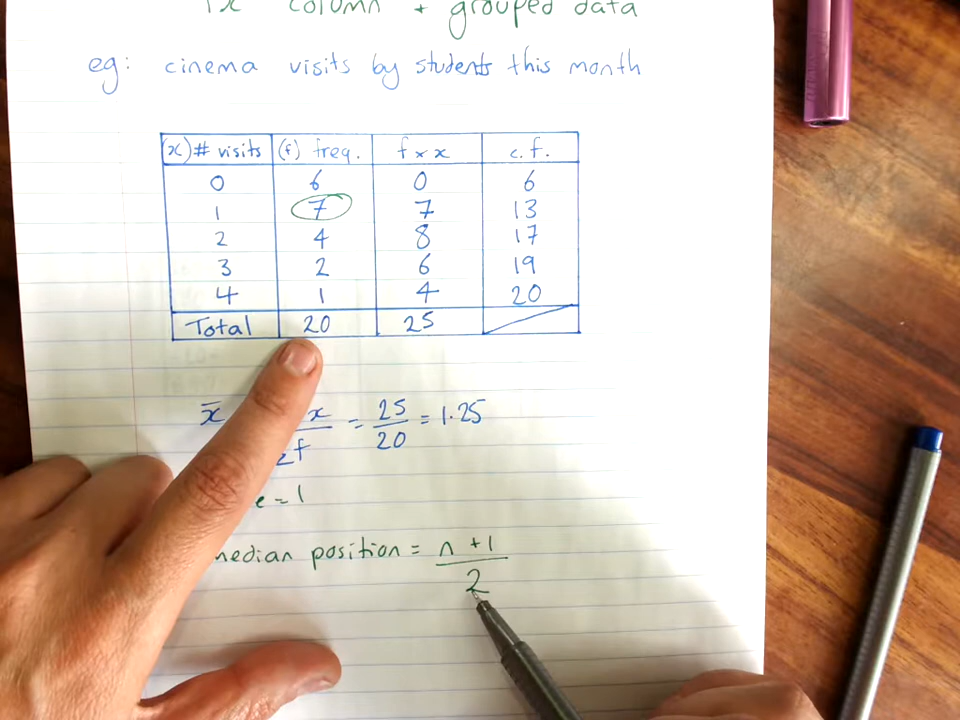 column + grouped data
eg: cinema visits by students this month
(x) # visits (f) freq. f × x c.f.
0 6 0 6
1 7 7 13
2 4 8 17
3 2 6 19
4 1 4 20
Total 20 25
x̄ x / f = 25/20 = 1.25
= 1
median position = n + 1 / 2